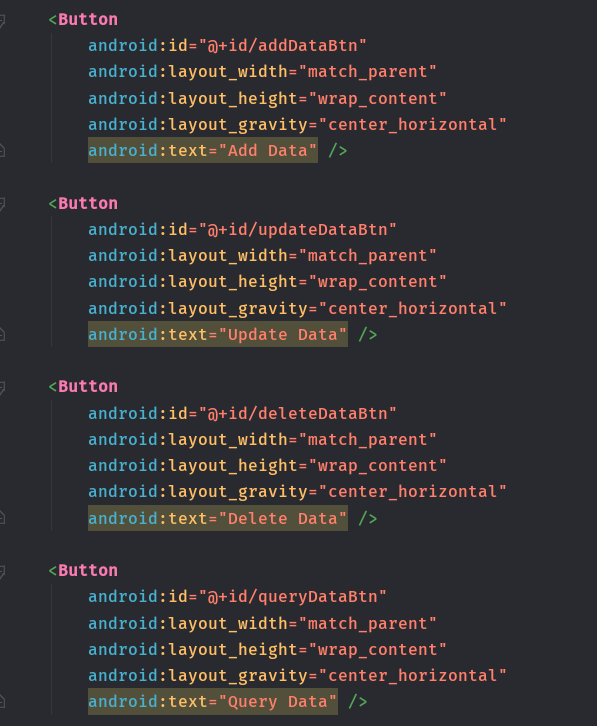 <Button
android:id="@+id/addDataBtn"
android:layout_width="match_parent"
android:layout_height="wrap_content"
android:layout_gravity="center_horizontal"
android:text="Add Data" />
<Button
android:id="@+id/updateDataBtn"
android:layout_width="match_parent"
android:layout_height="wrap_content"
android:layout_gravity="center_horizontal"
android:text="Update Data" />
<Button
android:id="@+id/deleteDataBtn"
android:layout_width="match_parent"
android:layout_height="wrap_content"
android:layout_gravity="center_horizontal"
android:text="Delete Data" />
<Button
android:id="@+id/queryDataBtn"
android:layout_width="match_parent"
android:layout_height="wrap_content"
android:layout_gravity="center_horizontal"
android:text="Query Data" />